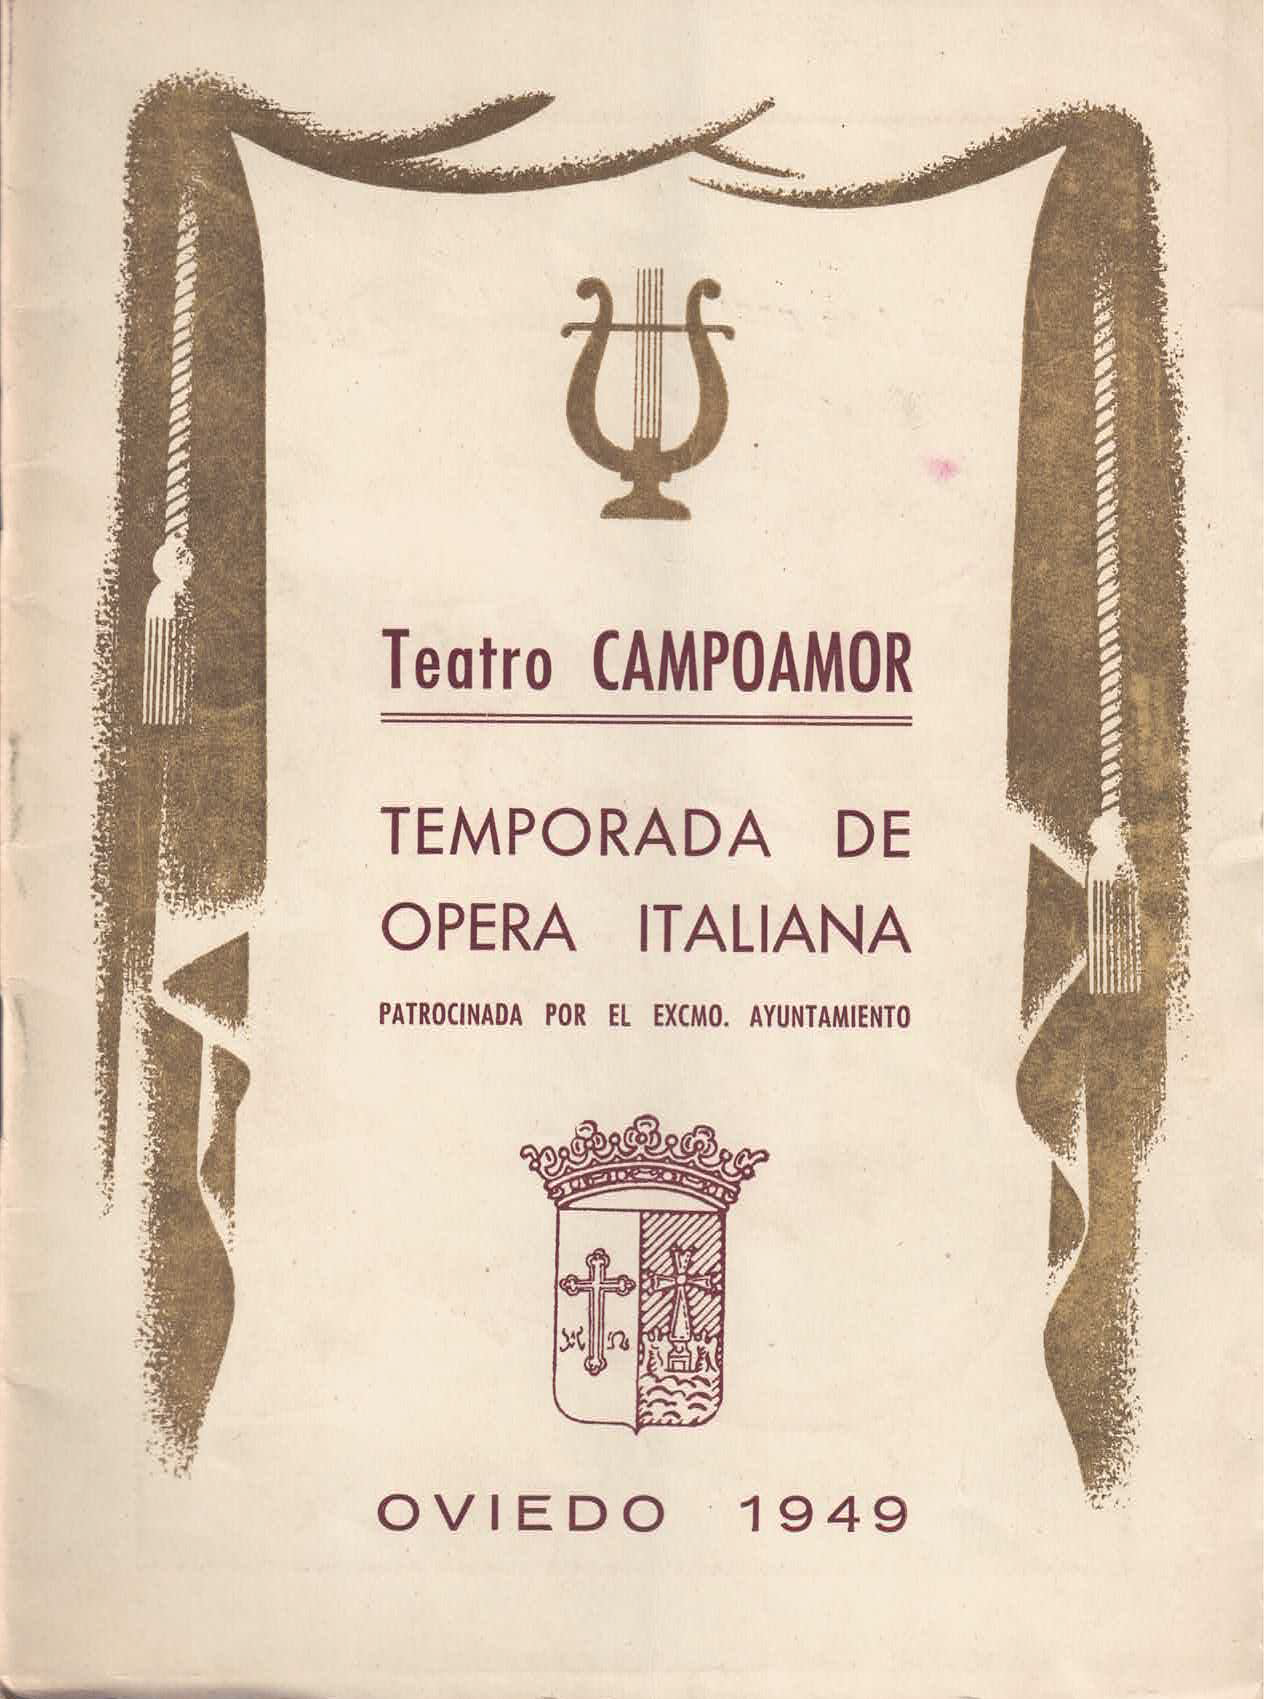 Teatro CAMPOAMOR
TEMPORADA DE
OPERA ITALIANA
PATROCINADA POR EL EXCMO. AYUNTAMIENTO
OVIEDO 1949